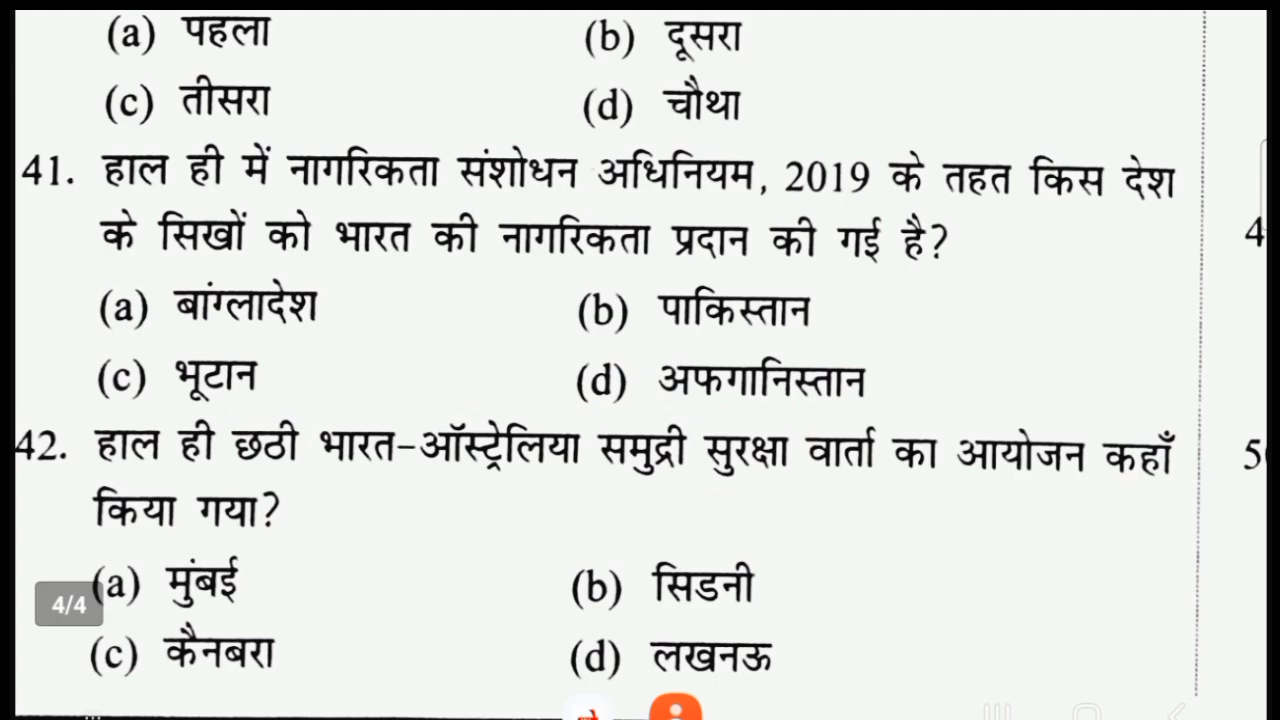 (a) पहला (b) दूसरा
(c) तीसरा (d) चौथा
41. हाल ही में नागरिकता संशोधन अधिनियम, 2019 के तहत किस देश
के सिखों को भारत की नागरिकता प्रदान की गई है?
(a) बांग्लादेश (b) पाकिस्तान
(c) भूटान (d) अफगानिस्तान
42. हाल ही छठी भारत-ऑस्ट्रेलिया समुद्री सुरक्षा वार्ता का आयोजन कहाँ
किया गया?
(a) मुंबई (b) सिडनी
4/4
(c) कैनबरा (d) लखनऊ